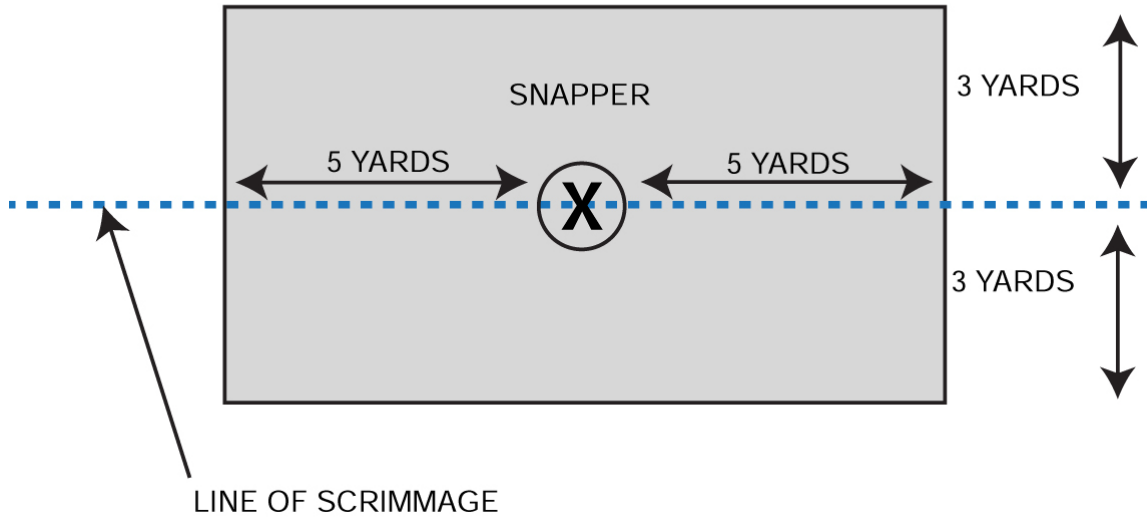 SNAPPER
3 YARDS
5 YARDS
5 YARDS
X
3 YARDS
LINE OF SCRIMMAGE